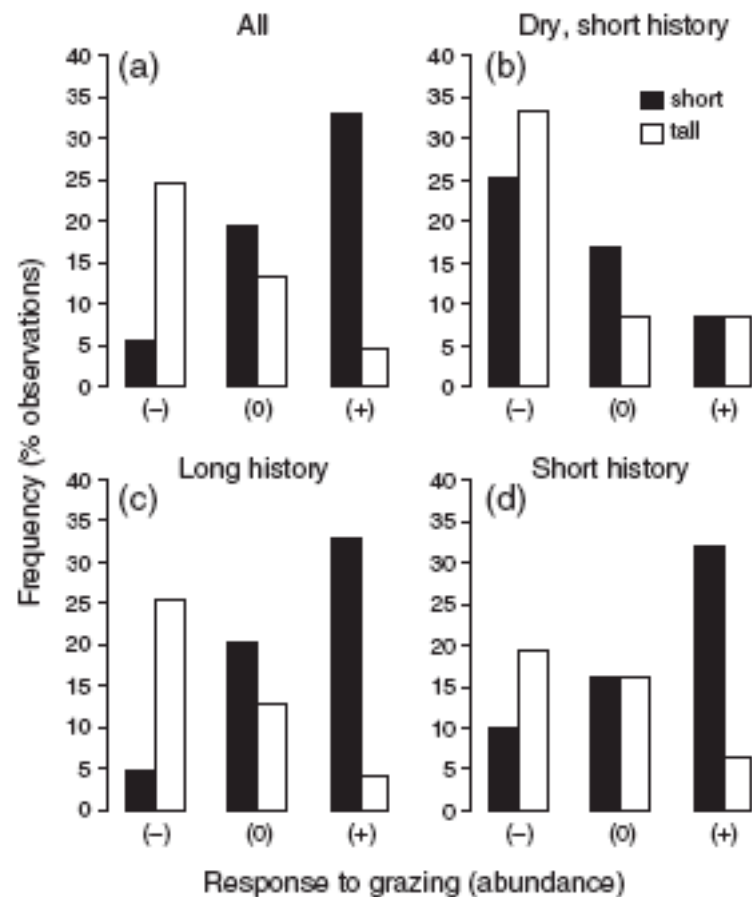 All
(a)
40
35
30
25
20
15
10
5
0
(–) (0) (+)
Dry, short history
(b)
short
tall
40
35
30
25
20
15
10
5
0
(–) (0) (+)
Long history
(c)
40
35
30
25
20
15
10
5
0
(–) (0) (+)
Short history
(d)
40
35
30
25
20
15
10
5
0
(–) (0) (+)
Frequency (% observations)
Response to grazing (abundance)